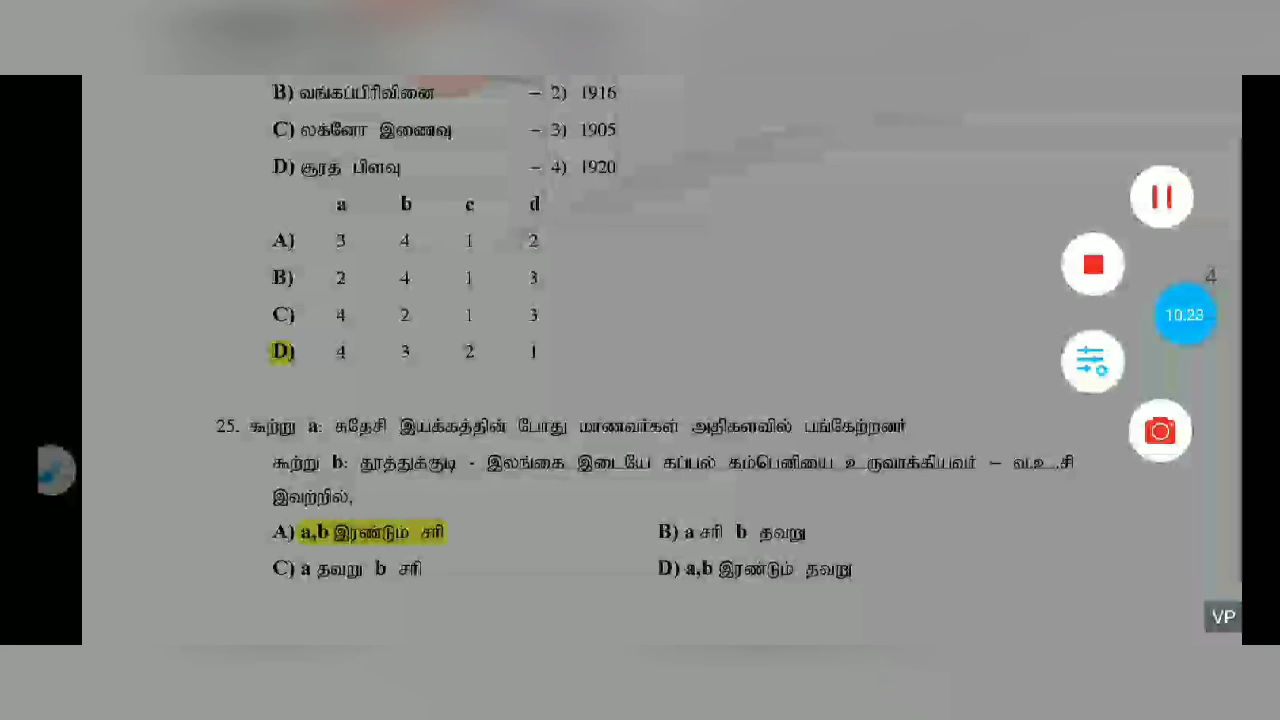 B) வங்கப்பிரிவினை – 2) 1916
C) லக்னோ இணைவு – 3) 1905
D) சூரத் பிளவு – 4) 1920
a b c d
A) 3 4 1 2
B) 2 4 1 3
C) 4 2 1 3
D) 4 3 2 1
4
10.23
25. கூற்று a: சுதேசி இயக்கத்தின் போது மாணவர்கள் அதிகளவில் பங்கேற்றனர்
கூற்று b: தூத்துக்குடி - இலங்கை இடையே கப்பல் கம்பெனியை உருவாக்கியவர் – வ.உ.சி
இவற்றில்,
A) a,b இரண்டும் சரி B) a சரி b தவறு
C) a தவறு b சரி D) a,b இரண்டும் தவறு
VP